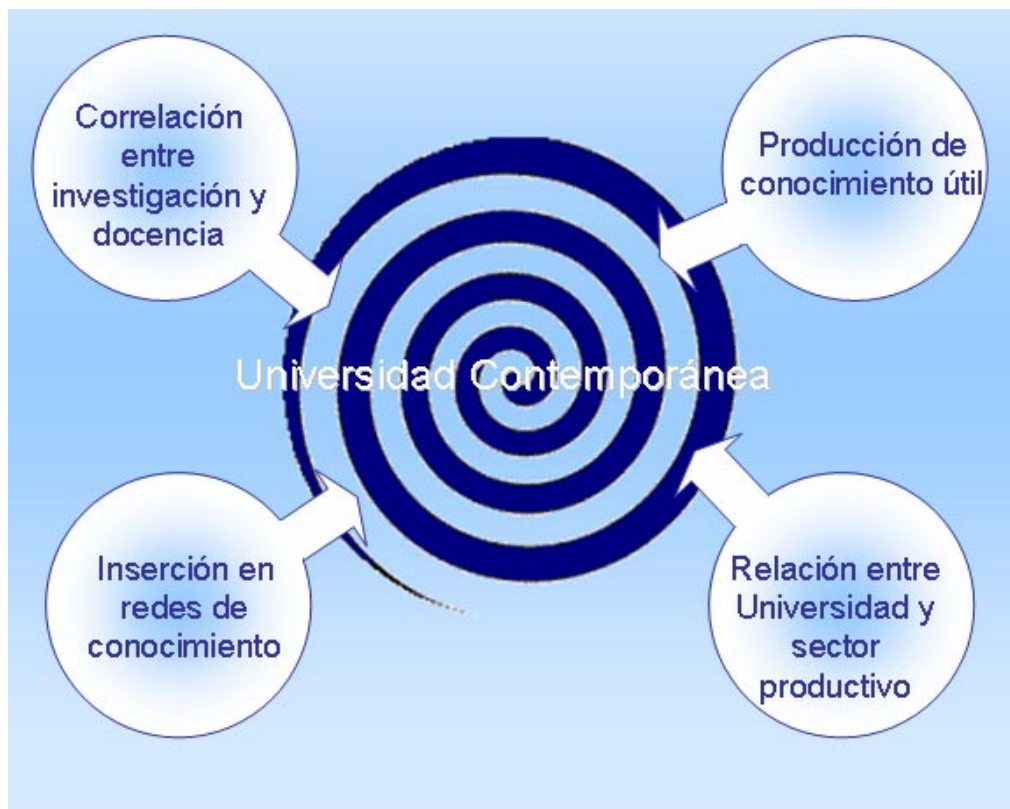 Correlación
entre
investigación y
docencia
Producción de
conocimiento útil
Universidad Contemporánea
Inserción en
redes de
conocimiento
Relación entre
Universidad y
sector
productivo